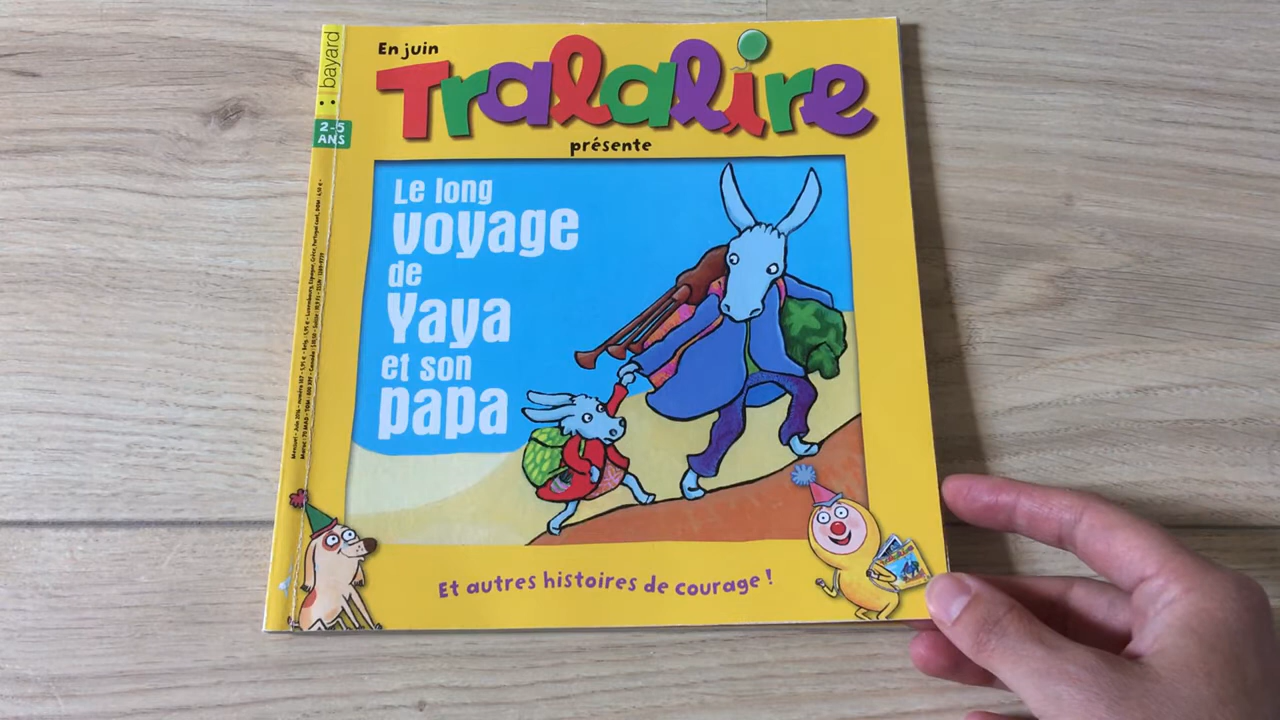 : bayard
2-5
ANS
En juin
Tralalire
présente
Le long
voyage
de
Yaya
et son
papa
Et autres histoires de courage !